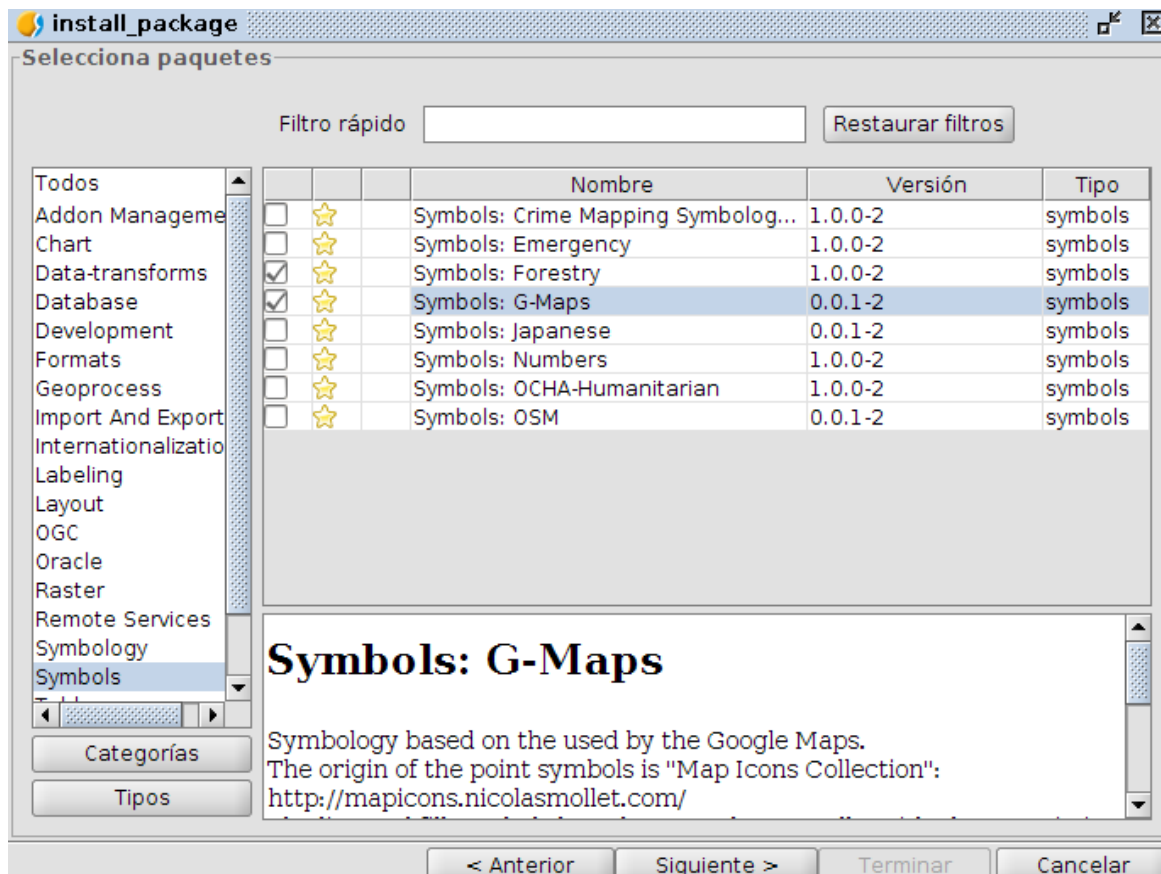 install_package
Selecciona paquetes
Filtro rápido
Restaurar filtros
Todos
Addon Manageme
Chart
Data-transforms
Database
Development
Formats
Geoprocess
Import And Export
Internationalizatio
Labeling
Layout
OGC
Oracle
Raster
Remote Services
Symbology
Symbols
Categorías
Tipos
Nombre Versión Tipo
Symbols: Crime Mapping Symbolog... 1.0.0-2 symbols
Symbols: Emergency 1.0.0-2 symbols
Symbols: Forestry 1.0.0-2 symbols
Symbols: G-Maps 0.0.1-2 symbols
Symbols: Japanese 0.0.1-2 symbols
Symbols: Numbers 1.0.0-2 symbols
Symbols: OCHA-Humanitarian 1.0.0-2 symbols
Symbols: OSM 0.0.1-2 symbols
Symbols: G-Maps
Symbology based on the used by the Google Maps.
The origin of the point symbols is "Map Icons Collection":
http://mapicons.nicolasmollet.com/
< Anterior Siguiente > Terminar Cancelar